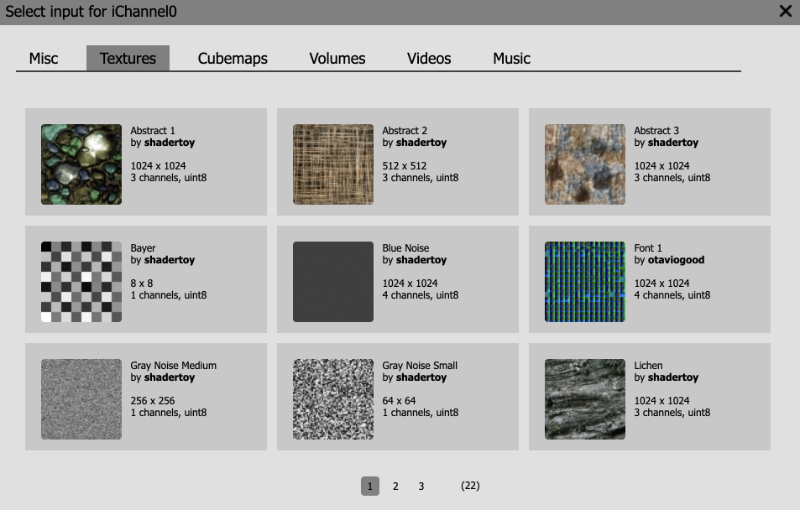 Select input for iChannel0
Misc Textures Cubemaps Volumes Videos Music
Abstract 1
by shadertoy
1024 x 1024
3 channels, uint8
Abstract 2
by shadertoy
512 x 512
3 channels, uint8
Abstract 3
by shadertoy
1024 x 1024
3 channels, uint8
Bayer
by shadertoy
8 x 8
1 channels, uint8
Blue Noise
by shadertoy
1024 x 1024
4 channels, uint8
Font 1
by otaviogood
1024 x 1024
4 channels, uint8
Gray Noise Medium
by shadertoy
256 x 256
1 channels, uint8
Gray Noise Small
by shadertoy
64 x 64
1 channels, uint8
Lichen
by shadertoy
1024 x 1024
3 channels, uint8
1 2 3 (22)